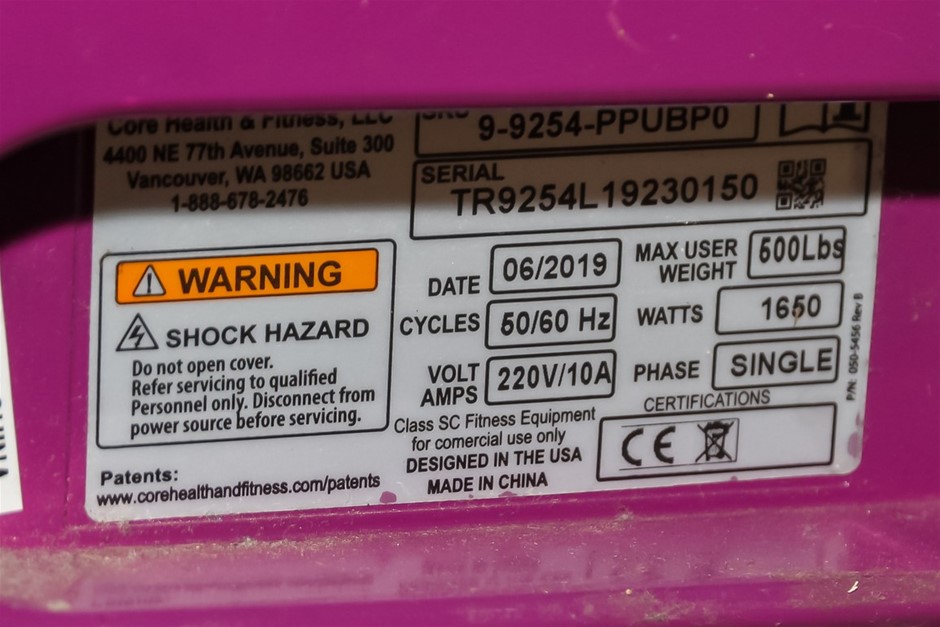 Core Health & Fitness, LLC
4400 NE 77th Avenue, Suite 300
Vancouver, WA 98662 USA
1-888-678-2476
SKU
9-9254-PPUBP0
SERIAL
TR9254L19230150
WARNING
SHOCK HAZARD
Do not open cover.
Refer servicing to qualified
Personnel only. Disconnect from
power source before servicing.
Patents:
www.corehealthandfitness.com/patents
DATE 06/2019
CYCLES 50/60 Hz
VOLT AMPS 220V/10A
MAX USER WEIGHT 500Lbs
WATTS 1650
PHASE SINGLE
Class SC Fitness Equipment
for comercial use only
DESIGNED IN THE USA
MADE IN CHINA
CERTIFICATIONS
CE
P/N: 050-5456 Rev B